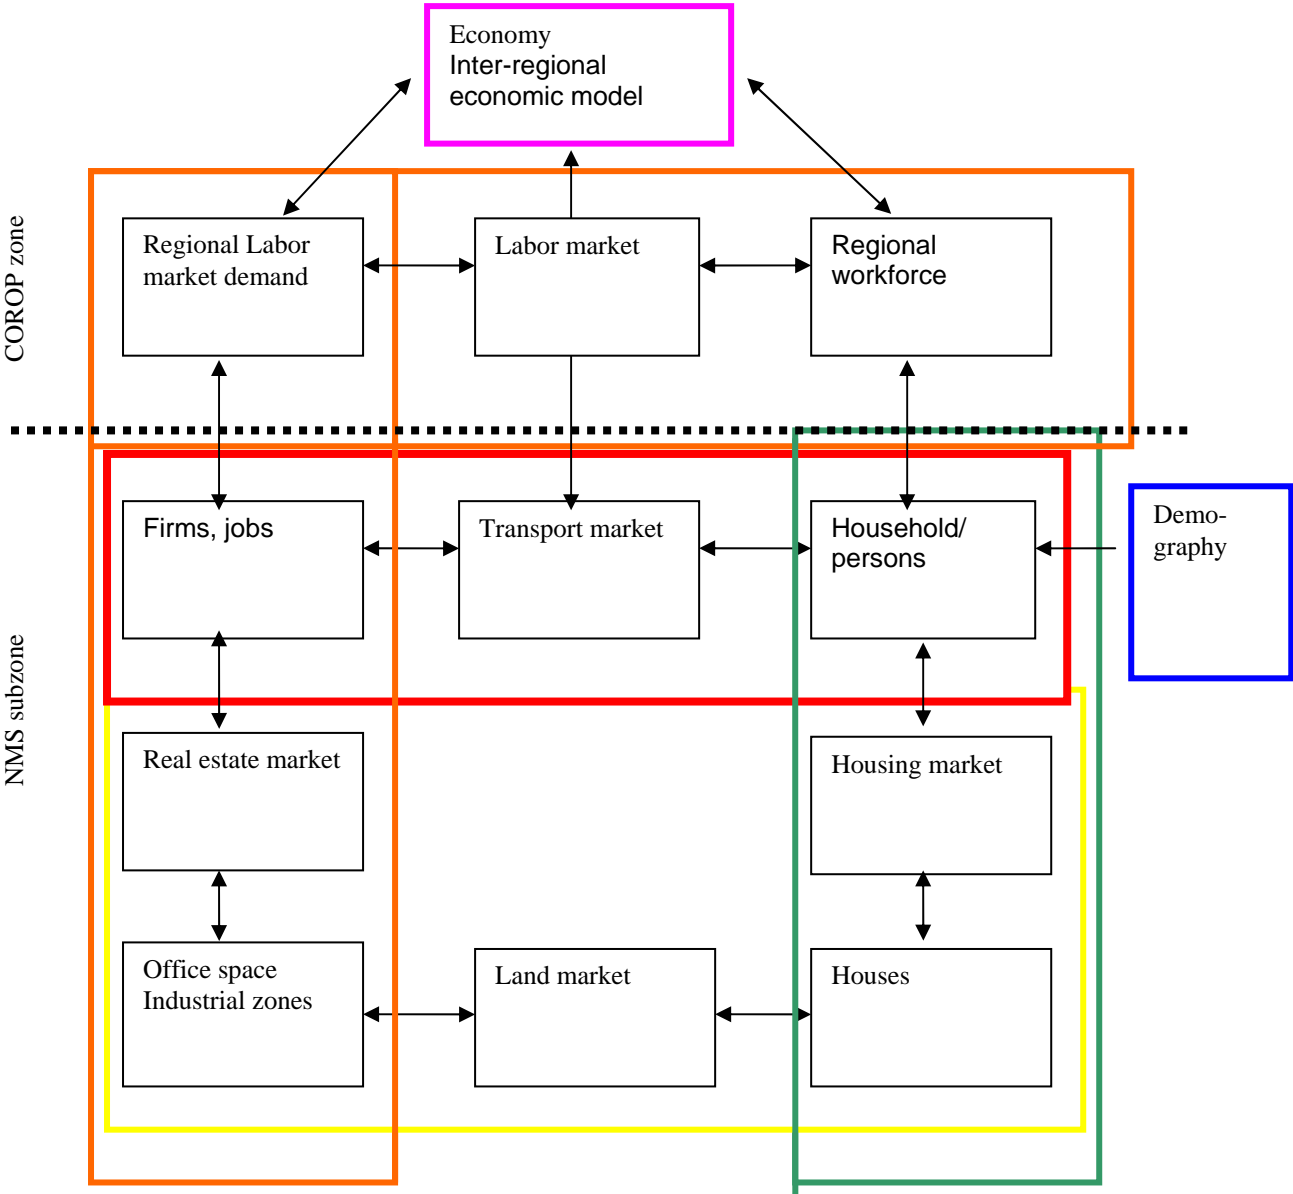 Economy
Inter-regional
economic model
COROP zone
Regional Labor
market demand
Labor market
Regional
workforce
NMS subzone
Firms, jobs
Transport market
Household/
persons
Demo-
graphy
Real estate market
Housing market
Office space
Industrial zones
Land market
Houses